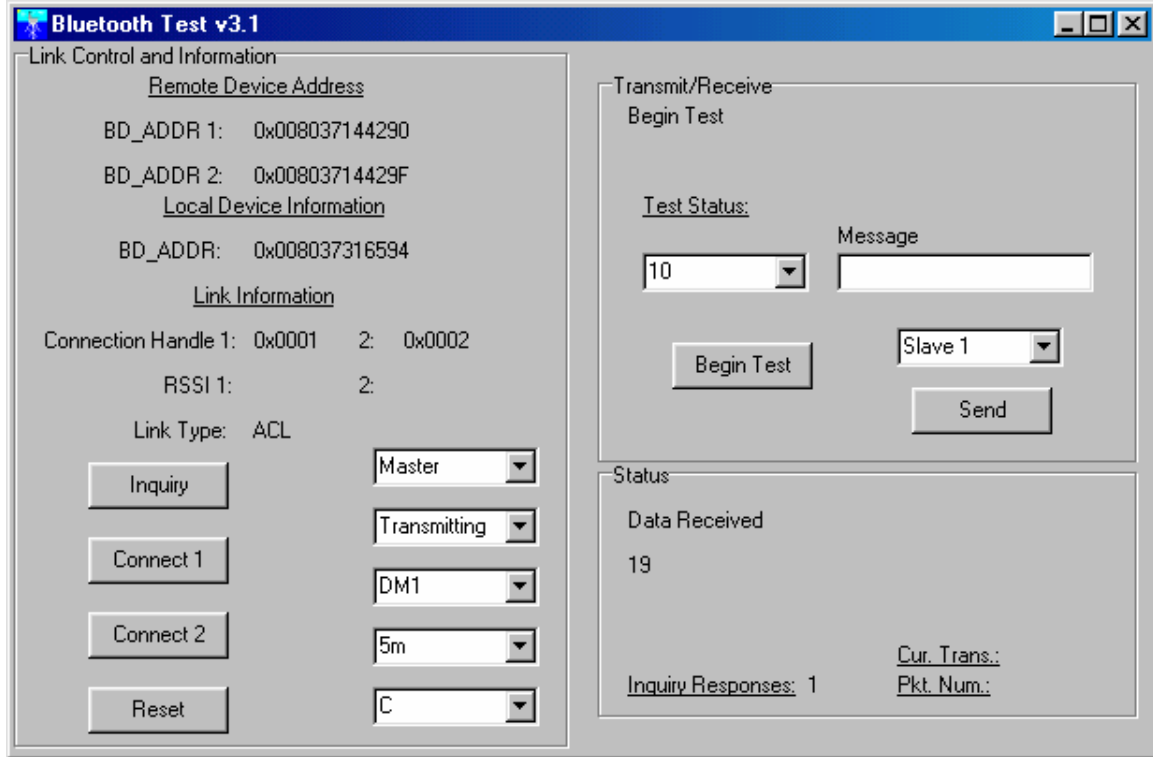 Bluetooth Test v3.1
Link Control and Information
Remote Device Address
BD_ADDR 1: 0x008037144290
BD_ADDR 2: 0x00803714429F
Local Device Information
BD_ADDR: 0x008037316594
Link Information
Connection Handle 1: 0x0001 2: 0x0002
RSSI 1: 2:
Link Type: ACL
Inquiry
Connect 1
Connect 2
Reset
Master
Transmitting
DM1
5m
C
Transmit/Receive
Begin Test
Test Status:
10
Message
Begin Test
Slave 1
Send
Status
Data Received
19
Inquiry Responses: 1
Cur. Trans.:
Pkt. Num.: